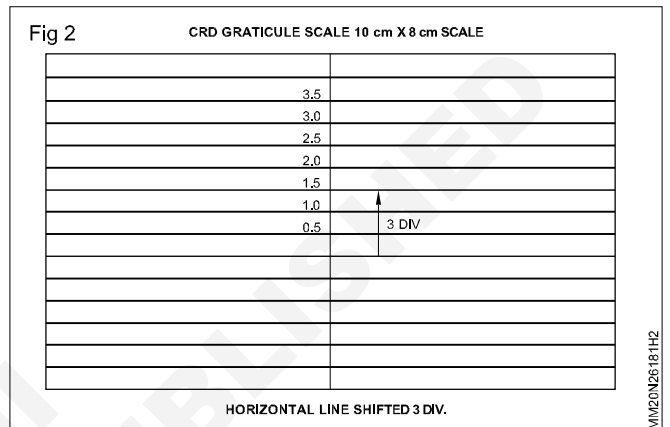 Fig 2
CRD GRATICULE SCALE 10 cm X 8 cm SCALE
3.5
3.0
2.5
2.0
1.5
1.0
0.5
3 DIV
HORIZONTAL LINE SHIFTED 3 DIV.
MM20N26181H2